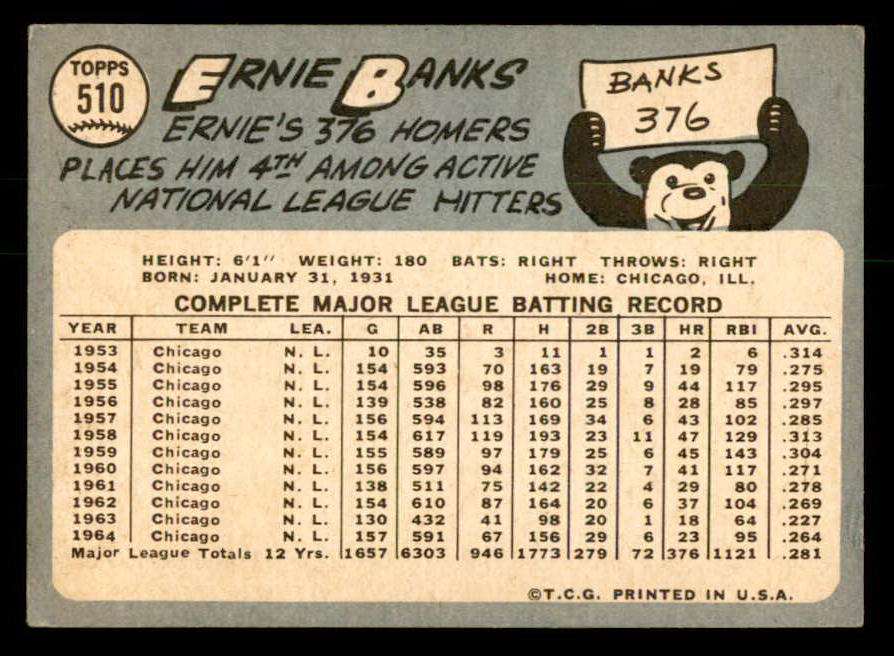 TOPPS
510
ERNIE BANKS
ERNIE'S 376 HOMERS
PLACES HIM 4TH AMONG ACTIVE
NATIONAL LEAGUE HITTERS
BANKS
376
HEIGHT: 6'1" WEIGHT: 180 BATS: RIGHT THROWS: RIGHT
BORN: JANUARY 31, 1931 HOME: CHICAGO, ILL.
COMPLETE MAJOR LEAGUE BATTING RECORD
YEAR TEAM LEA. G AB R H 2B 3B HR RBI AVG.
1953 Chicago N. L. 10 35 3 11 1 1 2 6 .314
1954 Chicago N. L. 154 593 70 163 19 7 19 79 .275
1955 Chicago N. L. 154 596 98 176 29 9 44 117 .295
1956 Chicago N. L. 139 538 82 160 25 8 28 85 .297
1957 Chicago N. L. 156 594 113 169 34 6 43 102 .285
1958 Chicago N. L. 154 617 119 193 23 11 47 129 .313
1959 Chicago N. L. 155 589 97 179 25 6 45 143 .304
1960 Chicago N. L. 156 597 94 162 32 7 41 117 .271
1961 Chicago N. L. 138 511 75 142 22 4 29 80 .278
1962 Chicago N. L. 154 610 87 164 20 6 37 104 .269
1963 Chicago N. L. 130 432 41 98 20 1 18 64 .227
1964 Chicago N. L. 157 591 67 156 29 6 23 95 .264
Major League Totals 12 Yrs. 1657 6303 946 1773 279 72 376 1121 .281
©T.C.G. PRINTED IN U.S.A.